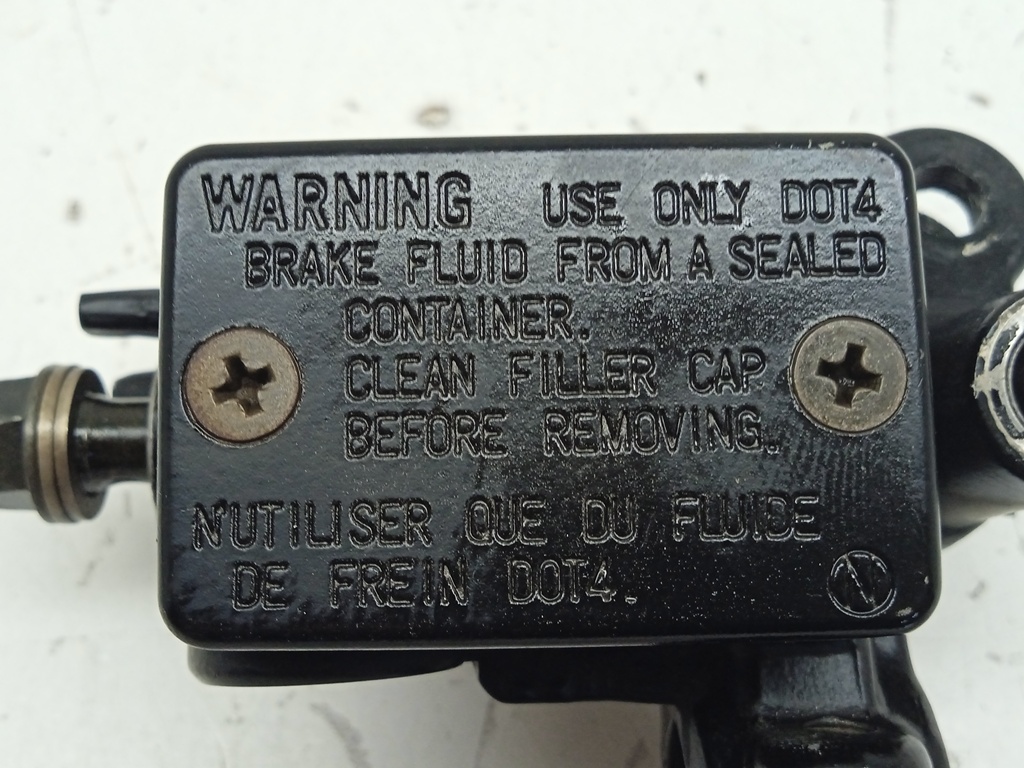 WARNING USE ONLY DOT4
BRAKE FLUID FROM A SEALED
CONTAINER.
CLEAN FILLER CAP
BEFORE REMOVING.
N'UTILISER QUE DU FLUIDE
DE FREIN DOT4.
N